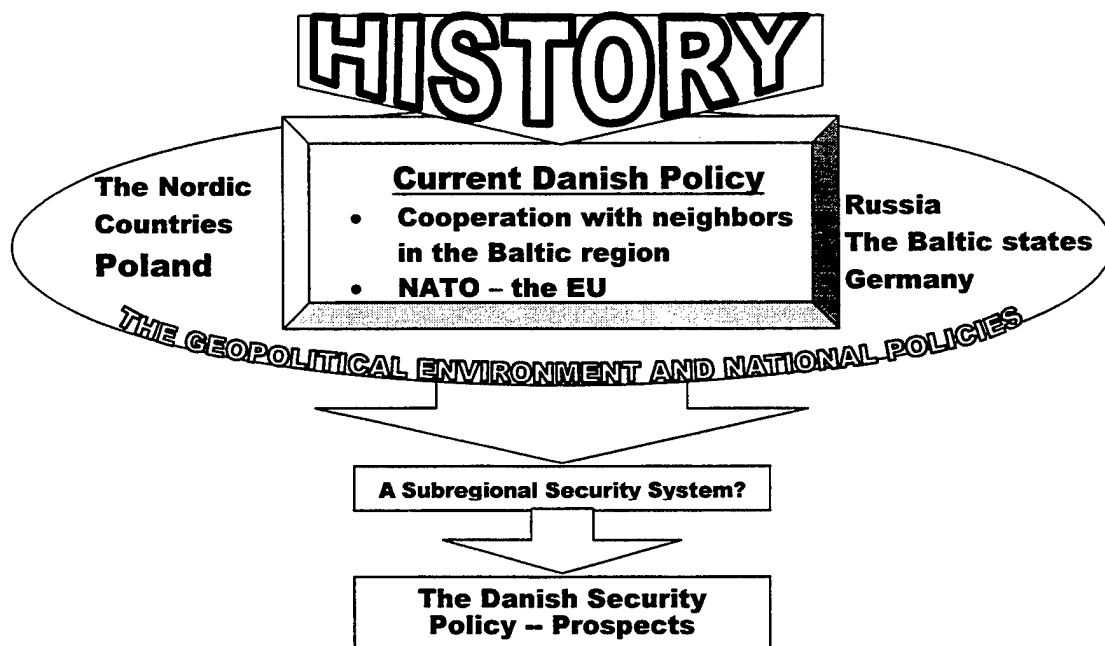 HISTORY
The Nordic
Countries
Poland
Current Danish Policy
• Cooperation with neighbors
in the Baltic region
• NATO – the EU
Russia
The Baltic states
Germany
THE GEOPOLITICAL ENVIRONMENT AND NATIONAL POLICIES
A Subregional Security System?
The Danish Security
Policy – Prospects